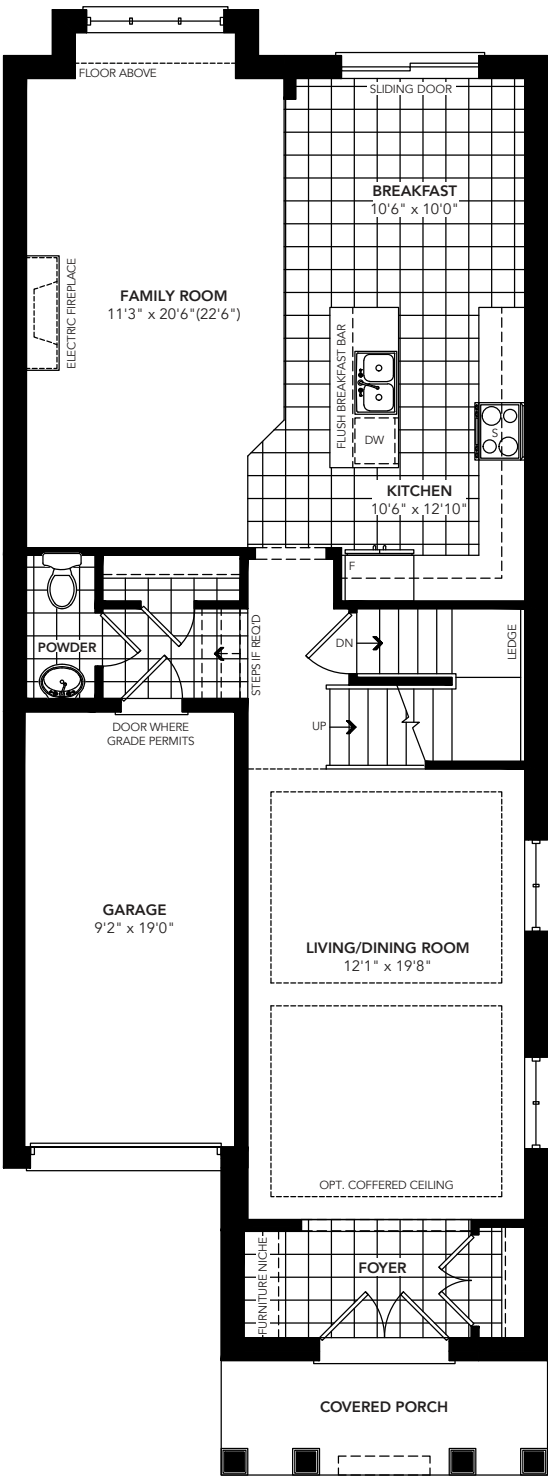 FLOOR ABOVE
SLIDING DOOR
BREAKFAST
10'6" x 10'0"
ELECTRIC FIREPLACE
FAMILY ROOM
11'3" x 20'6"(22'6")
FLUSH BREAKFAST BAR
DW
S
KITCHEN
10'6" x 12'10"
F
POWDER
STEPS IF REQ'D
DN
LEDGE
UP
DOOR WHERE
GRADE PERMITS
GARAGE
9'2" x 19'0"
LIVING/DINING ROOM
12'1" x 19'8"
OPT. COFFERED CEILING
FURNITURE NICHE
FOYER
COVERED PORCH